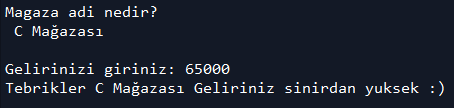 Magaza adi nedir?
C Mağazası
Gelirinizi giriniz: 65000
Tebrikler C Mağazası Geliriniz sinirdan yuksek :)